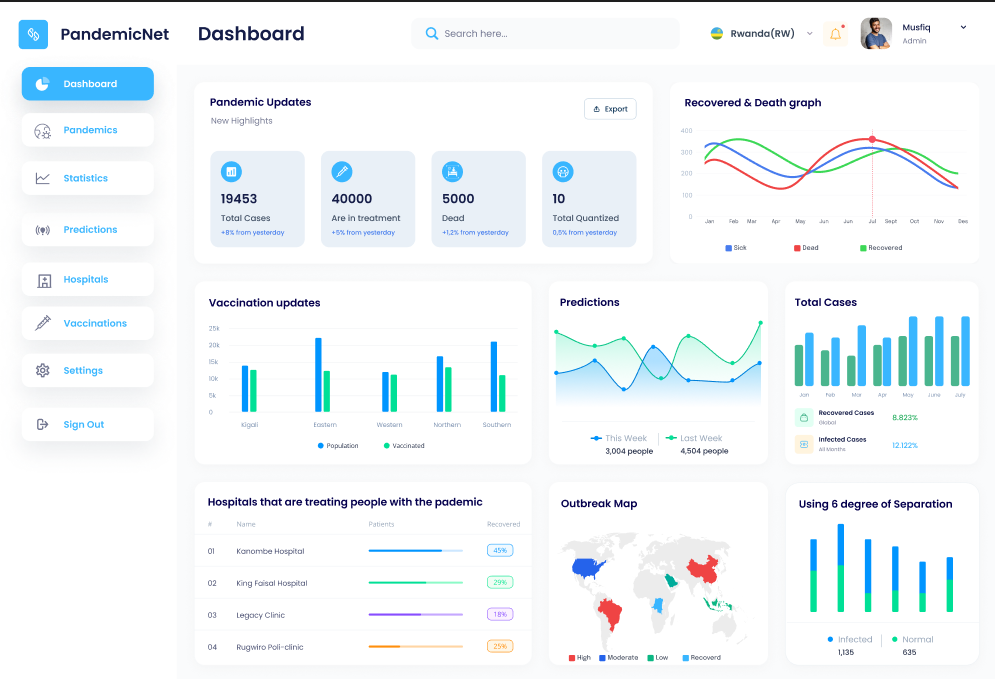 PandemicNet
Dashboard
Search here...
Rwanda(RW)
Musfiq
Admin
Dashboard
Pandemics
Statistics
Predictions
Hospitals
Vaccinations
Settings
Sign Out
Pandemic Updates
New Highlights
Export
19453
Total Cases
+8% from yesterday
40000
Are in treatment
+5% from yesterday
5000
Dead
+1,2% from yesterday
10
Total Quantized
0,5% from yesterday
Recovered & Death graph
400
300
200
100
0
Jan Feb Mar Apr May Jun Jun Jul Sept Oct Nov Des
Sick Dead Recovered
Vaccination updates
25k
20k
15k
10k
5k
0
Kigali Eastern Western Northern Southern
Population Vaccinated
Predictions
This Week Last Week
3,004 people 4,504 people
Total Cases
Jan Feb Mar Apr May June July
Recovered Cases
Global
8.823%
Infected Cases
All Months
12.122%
Hospitals that are treating people with the pademic
# Name Patients Recovered
01 Kanombe Hospital 45%
02 King Faisal Hospital 29%
03 Legacy Clinic 18%
04 Rugwiro Poli-clinic 25%
Outbreak Map
High Moderate Low Recoverd
Using 6 degree of Separation
Infected Normal
1,135 635